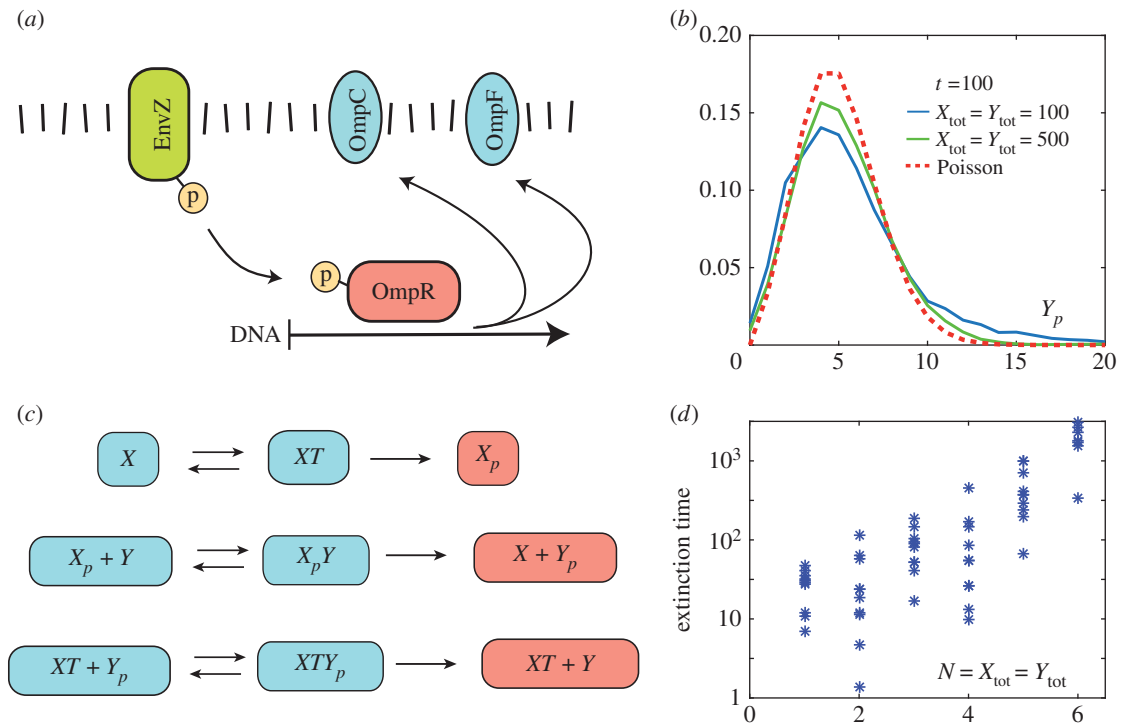 (a)
EnvZ
OmpC
OmpF
p
p
OmpR
DNA
(b)
0.20
0.15
0.10
0.05
0 5 10 15 20
t = 100
X_tot = Y_tot = 100
X_tot = Y_tot = 500
Poisson
Y_p
(c)
X XT X_p
X_p + Y X_pY X + Y_p
XT + Y_p XTY_p XT + Y
(d)
extinction time
10^3
10^2
10
1
0 2 4 6
N = X_tot = Y_tot